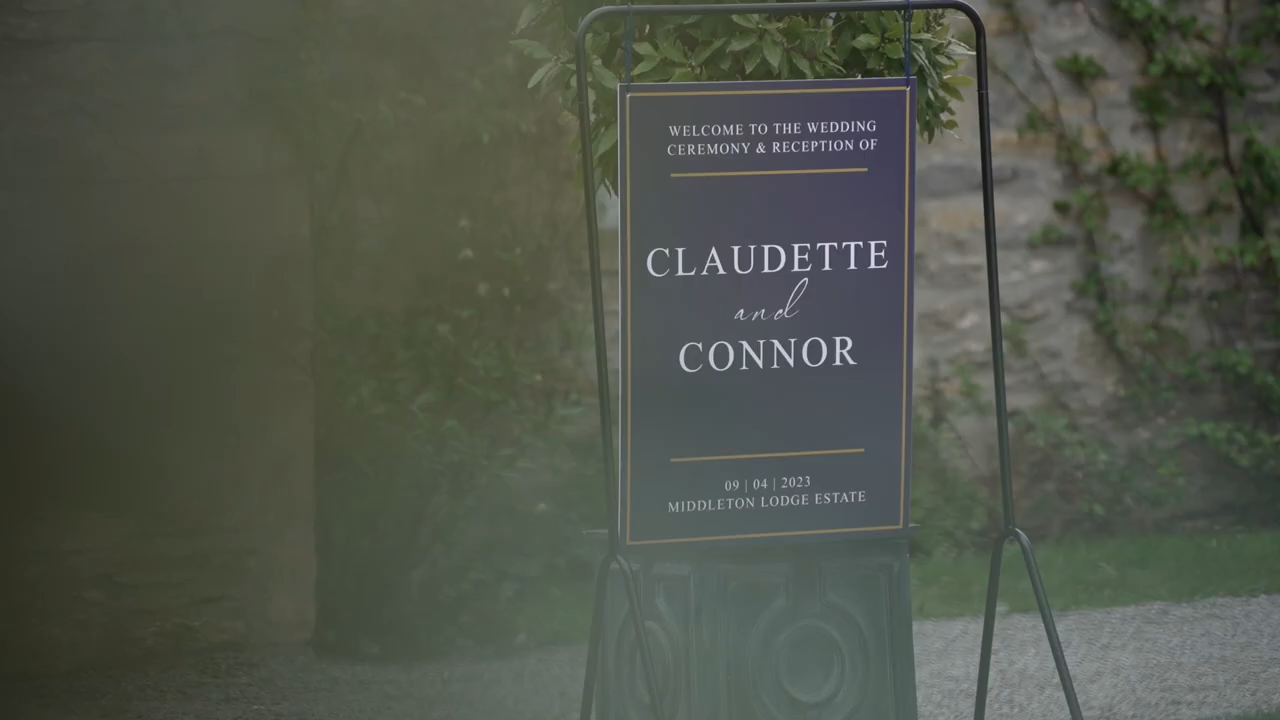 WELCOME TO THE WEDDING
CEREMONY & RECEPTION OF
CLAUDETTE
and
CONNOR
09 | 04 | 2023
MIDDLETON LODGE ESTATE